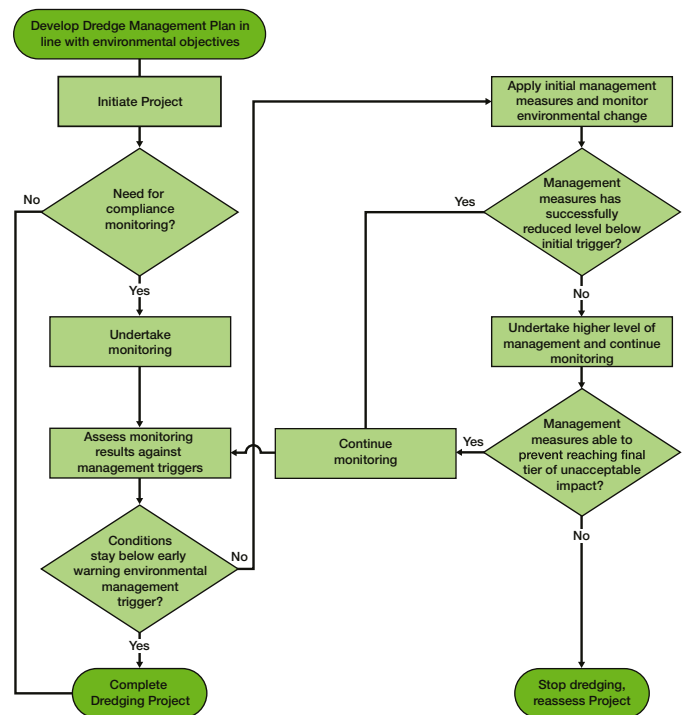 Develop Dredge Management Plan in
line with environmental objectives
Initiate Project
No
Need for
compliance
monitoring?
Yes
Undertake
monitoring
Assess monitoring
results against
management triggers
Conditions
stay below early
warning environmental
management
trigger?
No
Yes
Complete
Dredging Project
Apply initial management
measures and monitor
environmental change
Yes
Management
measures has
successfully
reduced level below
initial trigger?
No
Undertake higher level of
management and continue
monitoring
Continue
monitoring
Yes
Management
measures able to
prevent reaching final
tier of unacceptable
impact?
No
Stop dredging,
reassess Project